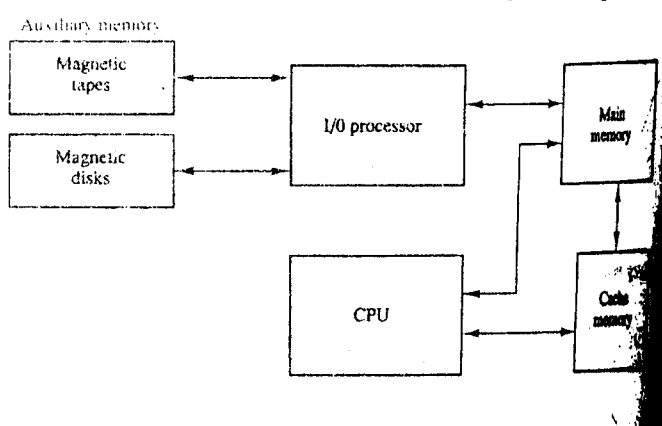 Auxiliary memory
Magnetic
tapes
I/0 processor
Main
memory
Magnetic
disks
CPU
Cache
memory